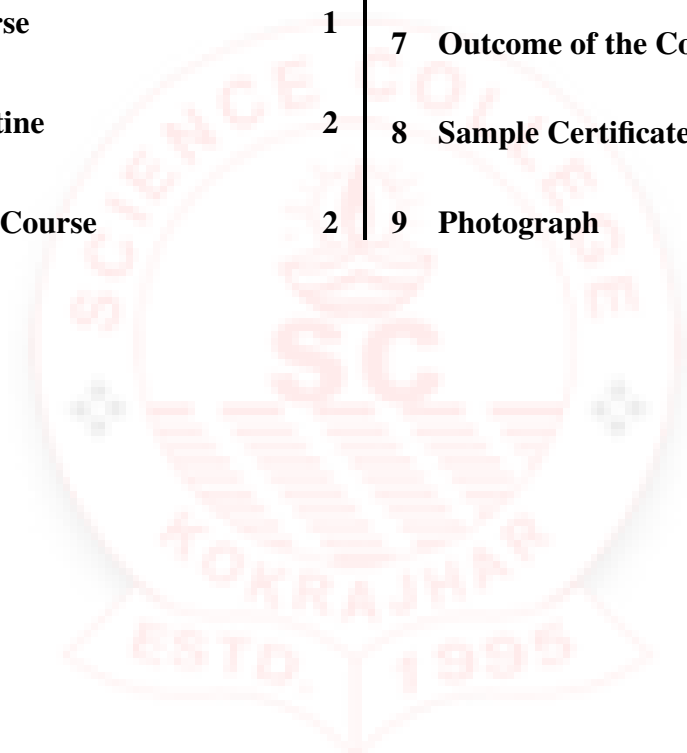 rse 1
tine 2
Course 2
7 Outcome of the Co
8 Sample Certificate
9 Photograph
SCIENCE COLLEGE
SC
KOKRAJHAR
ESTD. 1995